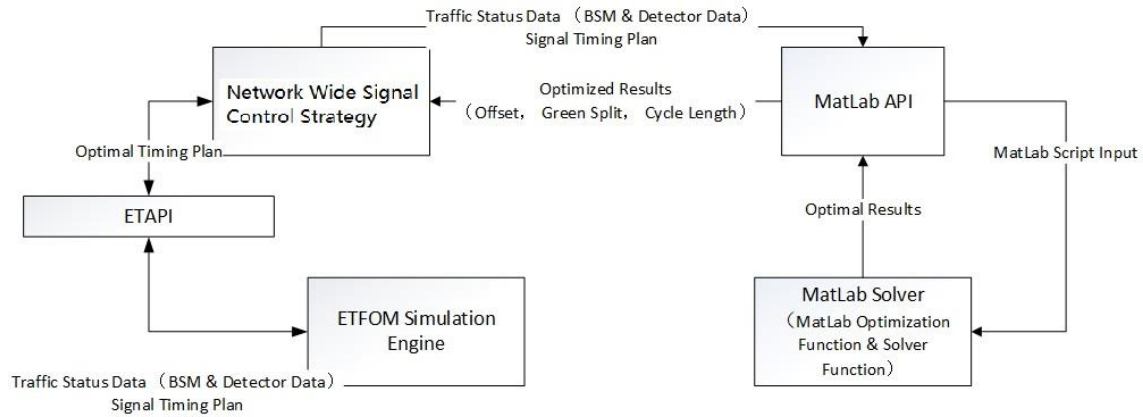 Traffic Status Data （BSM & Detector Data）
Signal Timing Plan
Network Wide Signal
Control Strategy
Optimized Results
（Offset， Green Split， Cycle Length）
MatLab API
Optimal Timing Plan
MatLab Script Input
ETAPI
Optimal Results
ETFOM Simulation
Engine
MatLab Solver
（MatLab Optimization
Function & Solver
Function）
Traffic Status Data （BSM & Detector Data）
Signal Timing Plan